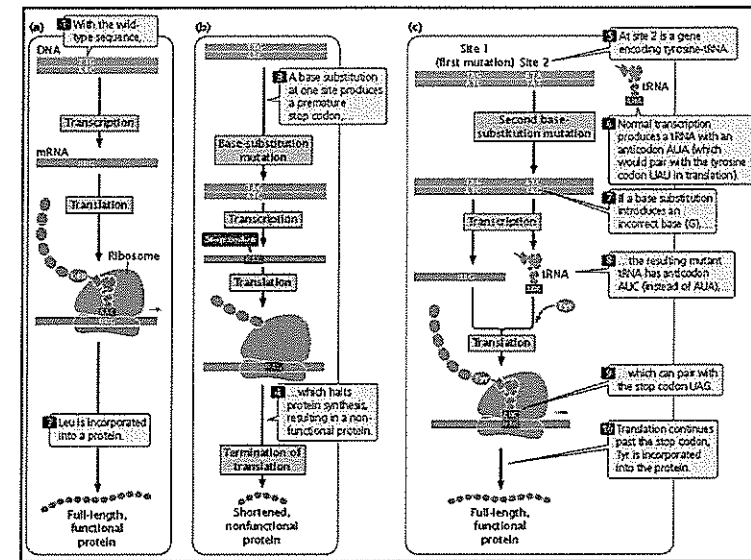 (a)
1 With the wild-
type sequence,
DNA
Transcription
mRNA
Translation
Ribosome
Leu
2 Leu is incorporated
into a protein.
Full-length,
functional
protein
(b)
3 A base substitution
at one site produces
a premature
stop codon,...
Base-substitution
mutation
Transcription
Translation
4 ...which halts
protein synthesis,
resulting in a non-
functional protein.
Termination of
translation
Shortened,
nonfunctional
protein
(c)
Site 1
(first mutation) Site 2
5 At site 2 is a gene
encoding tyrosine-tRNA.
tRNA
6 Normal transcription
produces a tRNA with an
anticodon AUA (which
would pair with the tyrosine
codon UAU in translation).
Second base-
substitution mutation
7 If a base substitution
introduces an
incorrect base (G),...
Transcription
tRNA
8 ...the resulting mutant
tRNA has anticodon
AUC (instead of AUA),
Tyr
Translation
Tyr
9 ...which can pair with
the stop codon UAG.
10 Translation continues
past the stop codon,
Tyr is incorporated
into the protein.
Full-length,
functional
protein